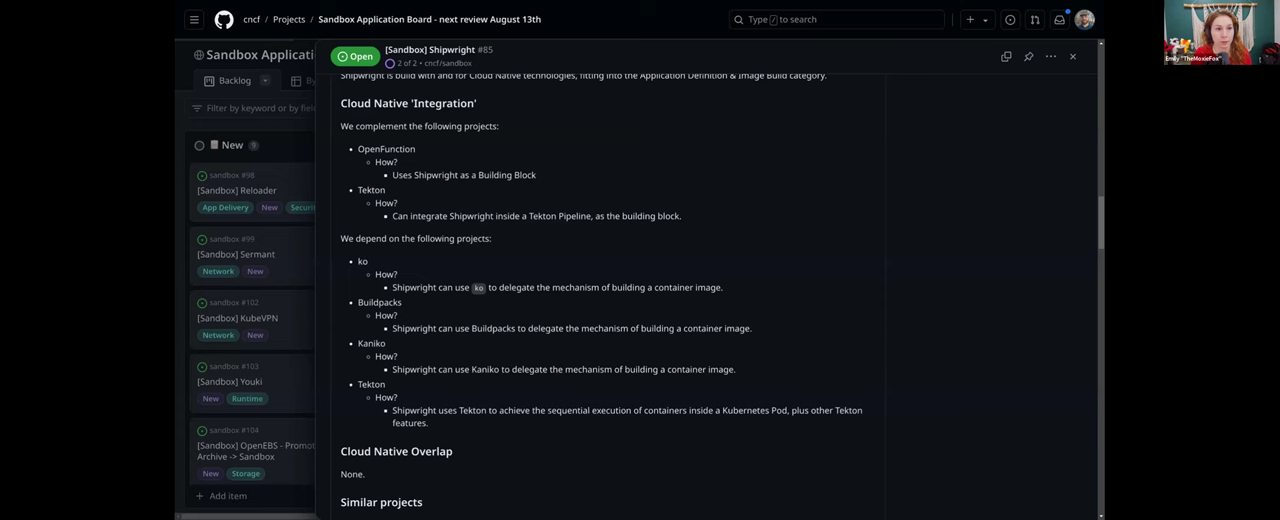 cncf / Projects / Sandbox Application Board - next review August 13th
Type / to search
Sandbox Applicati
Backlog
By
Filter by keyword or by fiel
New 9
sandbox #98
[Sandbox] Reloader
App Delivery New Securi
sandbox #99
[Sandbox] Sermant
Network New
sandbox #102
[Sandbox] KubeVPN
Network New
sandbox #103
[Sandbox] Youki
New Runtime
sandbox #104
[Sandbox] OpenEBS - Promot
Archive -> Sandbox
New Storage
+ Add item
Open
[Sandbox] Shipwright #85
2 of 2 • cncf/sandbox
Shipwright is build with and for Cloud Native technologies, fitting into the Application Definition & Image Build category.
Cloud Native 'Integration'
We complement the following projects:
• OpenFunction
How?
Uses Shipwright as a Building Block
• Tekton
How?
Can integrate Shipwright inside a Tekton Pipeline, as the building block.
We depend on the following projects:
• ko
How?
Shipwright can use ko to delegate the mechanism of building a container image.
• Buildpacks
How?
Shipwright can use Buildpacks to delegate the mechanism of building a container image.
• Kaniko
How?
Shipwright can use Kaniko to delegate the mechanism of building a container image.
• Tekton
How?
Shipwright uses Tekton to achieve the sequential execution of containers inside a Kubernetes Pod, plus other Tekton
features.
Cloud Native Overlap
None.
Similar projects
Emily "TheMoxieFox"